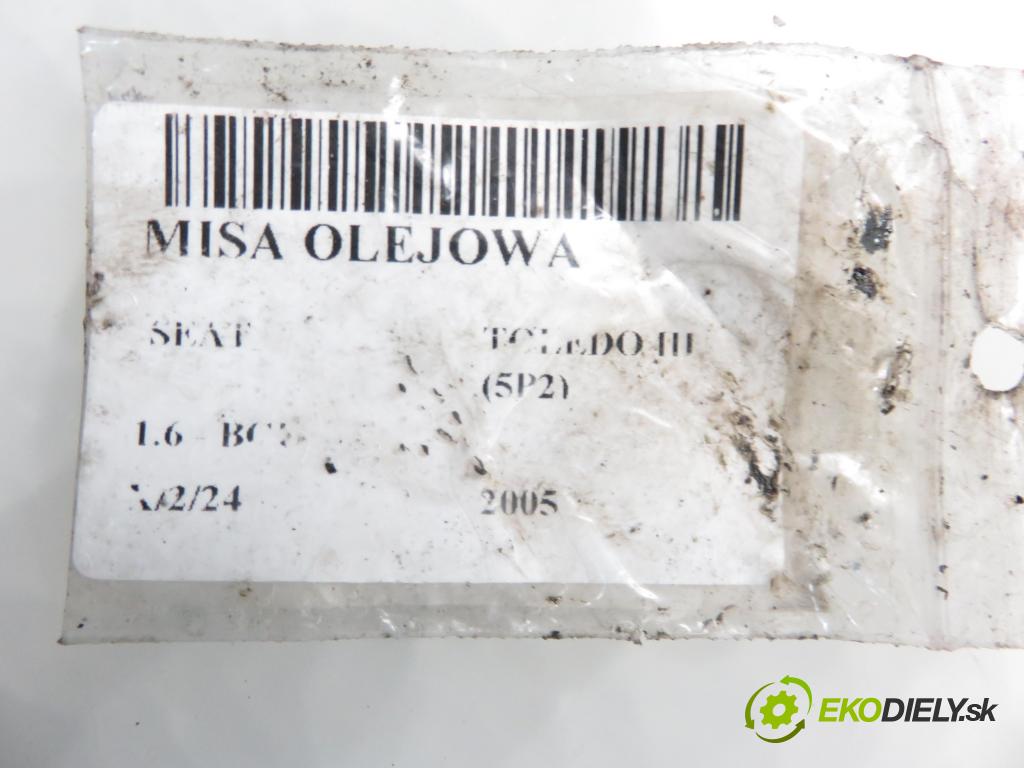 MISA OLEJOWA
SEAT TOLEDO III
(5P2)
1.6 -
2005
EKODIELY.sk